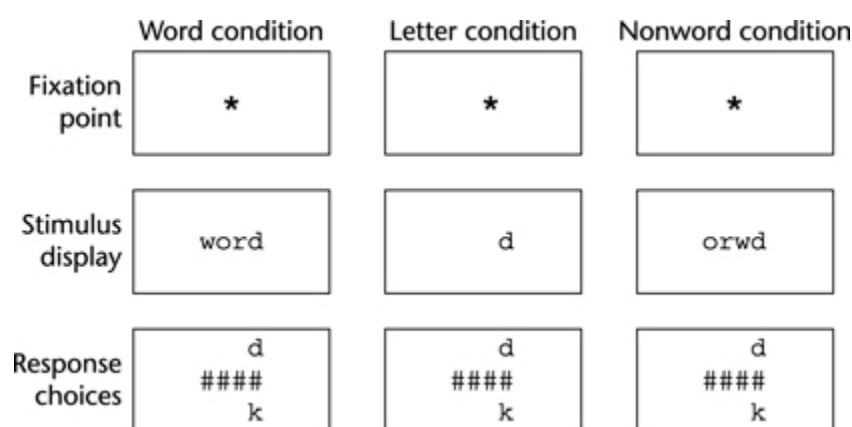 Word condition Letter condition Nonword condition
Fixation
point
* * *
Stimulus
display
word d orwd
Response
choices
d d d
#### #### ####
k k k